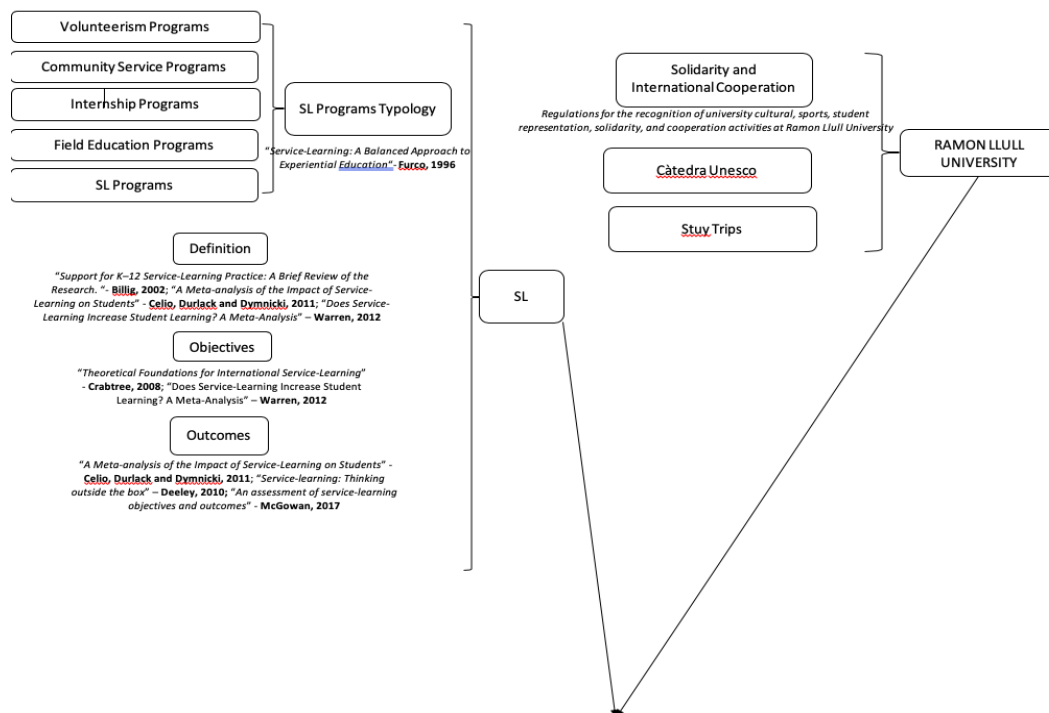 Volunteerism Programs
Community Service Programs
Internship Programs
Field Education Programs
SL Programs
SL Programs Typology
“Service-Learning: A Balanced Approach to
Experiential Education”- Furco, 1996
Definition
“Support for K–12 Service-Learning Practice: A Brief Review of the
Research. “- Billig, 2002; “A Meta-analysis of the Impact of Service-
Learning on Students” - Celio, Durlack and Dymnicki, 2011; “Does Service-
Learning Increase Student Learning? A Meta-Analysis” – Warren, 2012
Objectives
“Theoretical Foundations for International Service-Learning”
- Crabtree, 2008; “Does Service-Learning Increase Student
Learning? A Meta-Analysis” – Warren, 2012
Outcomes
“A Meta-analysis of the Impact of Service-Learning on Students” -
Celio, Durlack and Dymnicki, 2011; “Service-learning: Thinking
outside the box” – Deeley, 2010; “An assessment of service-learning
objectives and outcomes” - McGowan, 2017
SL
Solidarity and
International Cooperation
Regulations for the recognition of university cultural, sports, student
representation, solidarity, and cooperation activities at Ramon Llull University
Càtedra Unesco
Stuy Trips
RAMON LLULL
UNIVERSITY